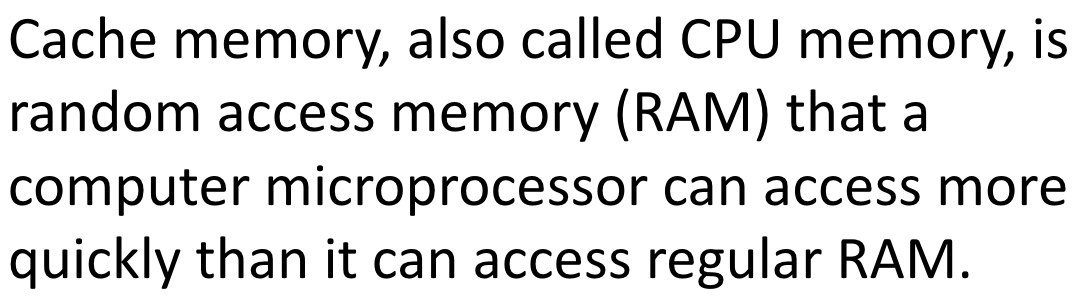 Cache memory, also called CPU memory, is
random access memory (RAM) that a
computer microprocessor can access more
quickly than it can access regular RAM.